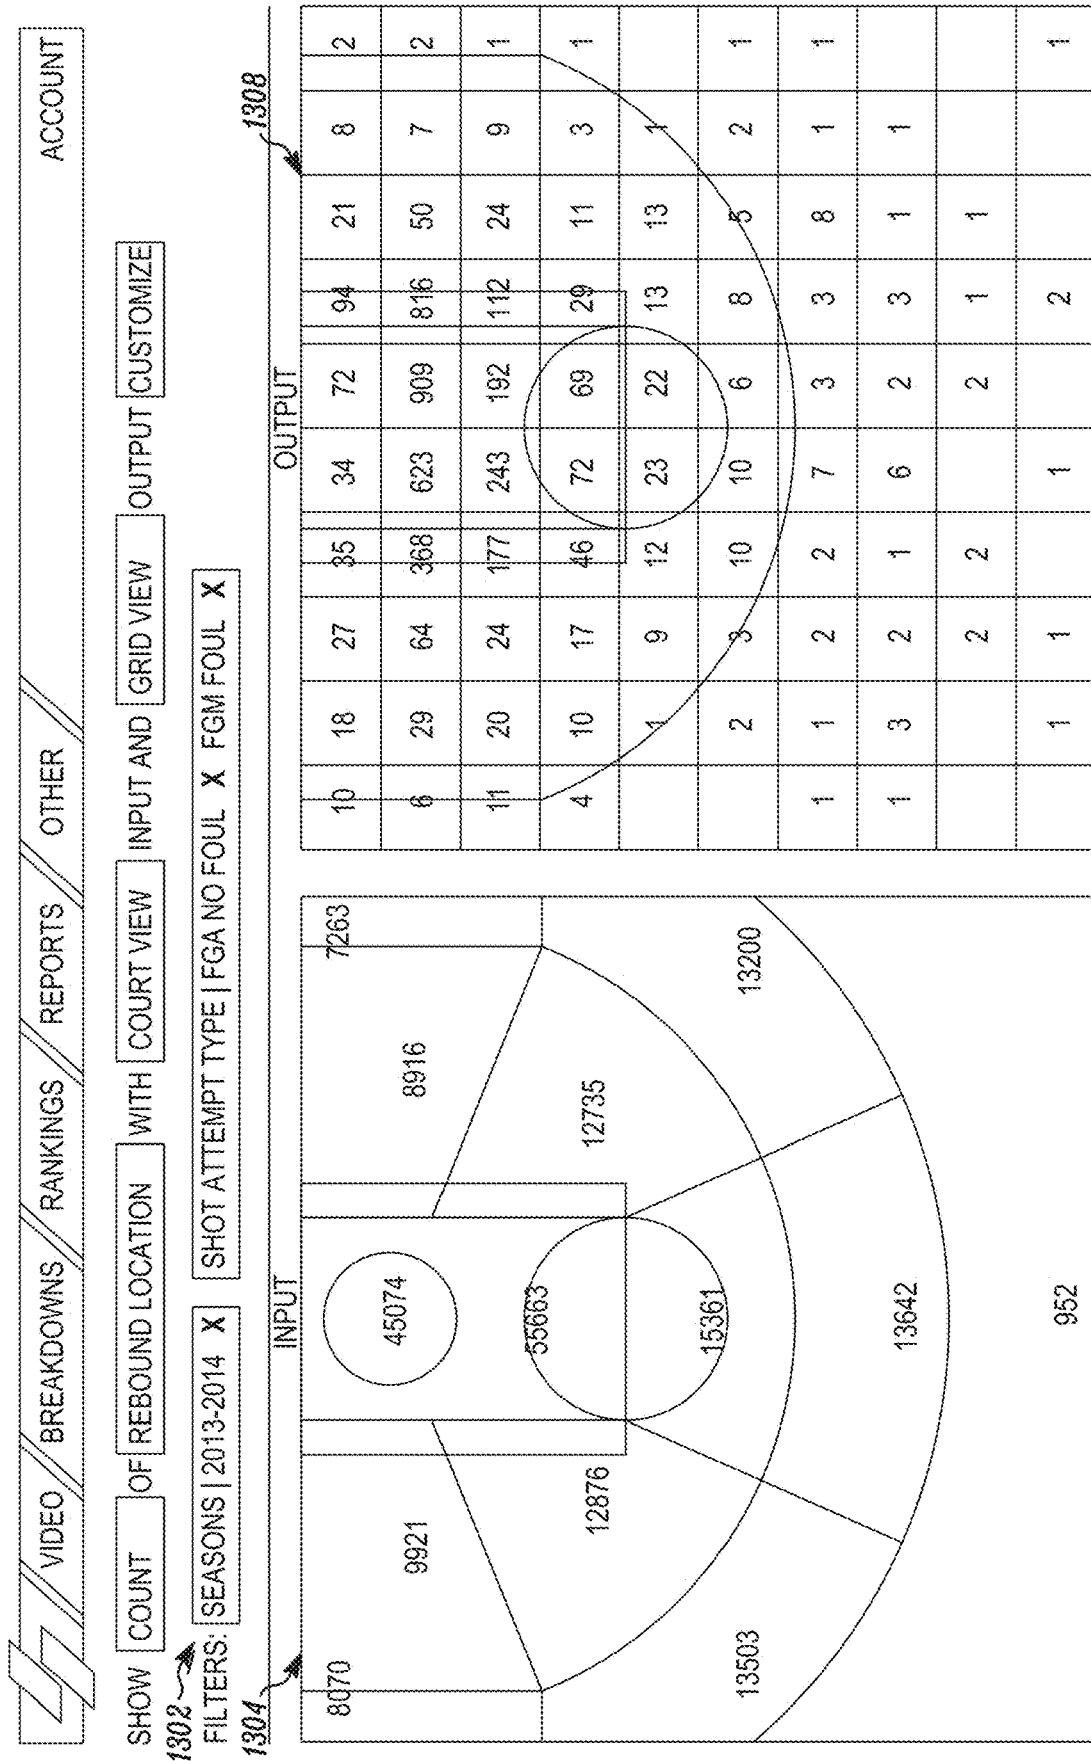 VIDEO BREAKDOWNS RANKINGS REPORTS OTHER ACCOUNT
SHOW COUNT OF REBOUND LOCATION WITH COURT VIEW INPUT AND GRID VIEW OUTPUT CUSTOMIZE
1302
FILTERS: SEASONS | 2013-2014 X SHOT ATTEMPT TYPE | FGA NO FOUL X FGM FOUL X
1304
1308
INPUT
8070
7263
9921
45074
8916
12876
55663
12735
13503
15361
13200
13642
952
OUTPUT
10 18 27 35 34 72 94 21 8 2
6 29 64 368 623 909 816 50 7 2
11 20 24 177 243 192 112 24 9 1
4 10 17 46 72 69 29 11 3 1
1 9 12 23 22 13 13 1
2 3 10 10 6 8 5 2 1
1 1 2 2 7 3 3 8 1 1
1 3 2 1 6 2 3 1 1
2 2 2 1 1
1 1 1 2 1